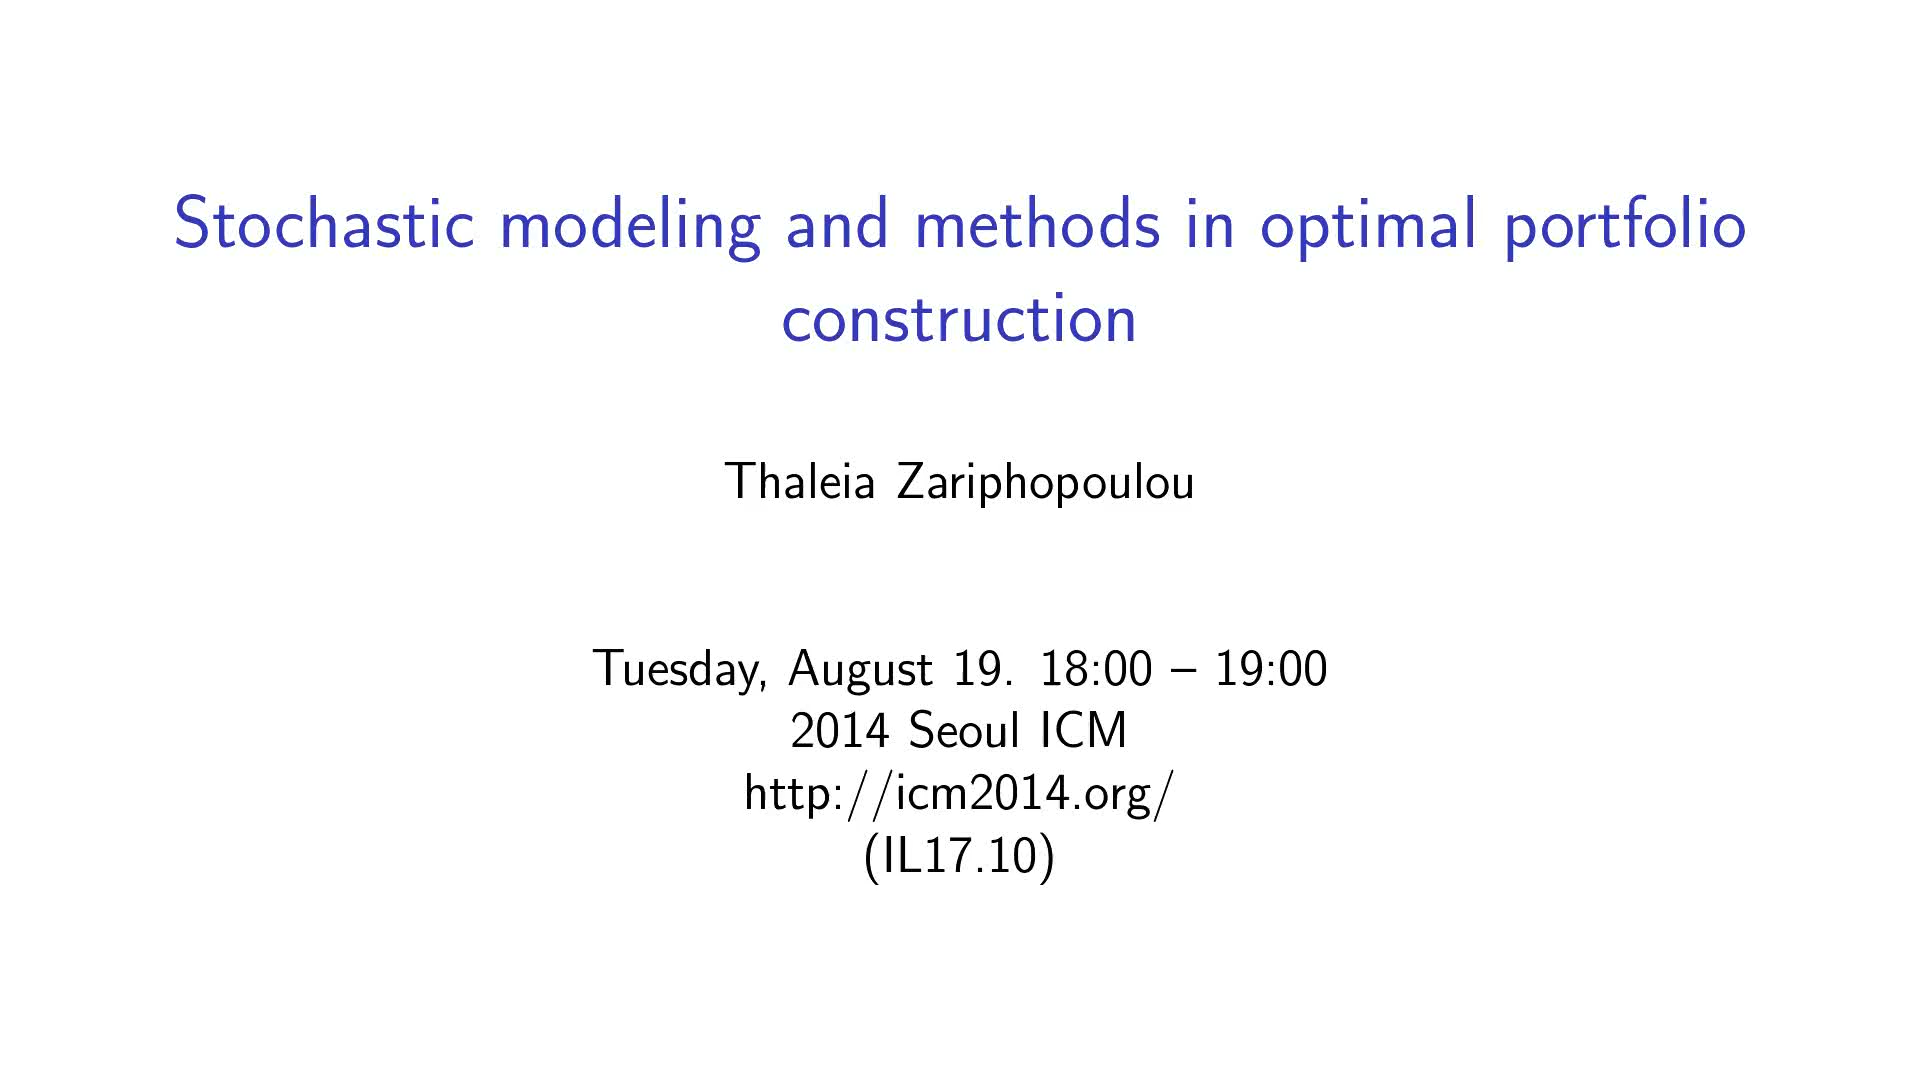 Stochastic modeling and methods in optimal portfolio
construction
Thaleia Zariphopoulou
Tuesday, August 19. 18:00 – 19:00
2014 Seoul ICM
http://icm2014.org/
(IL17.10)